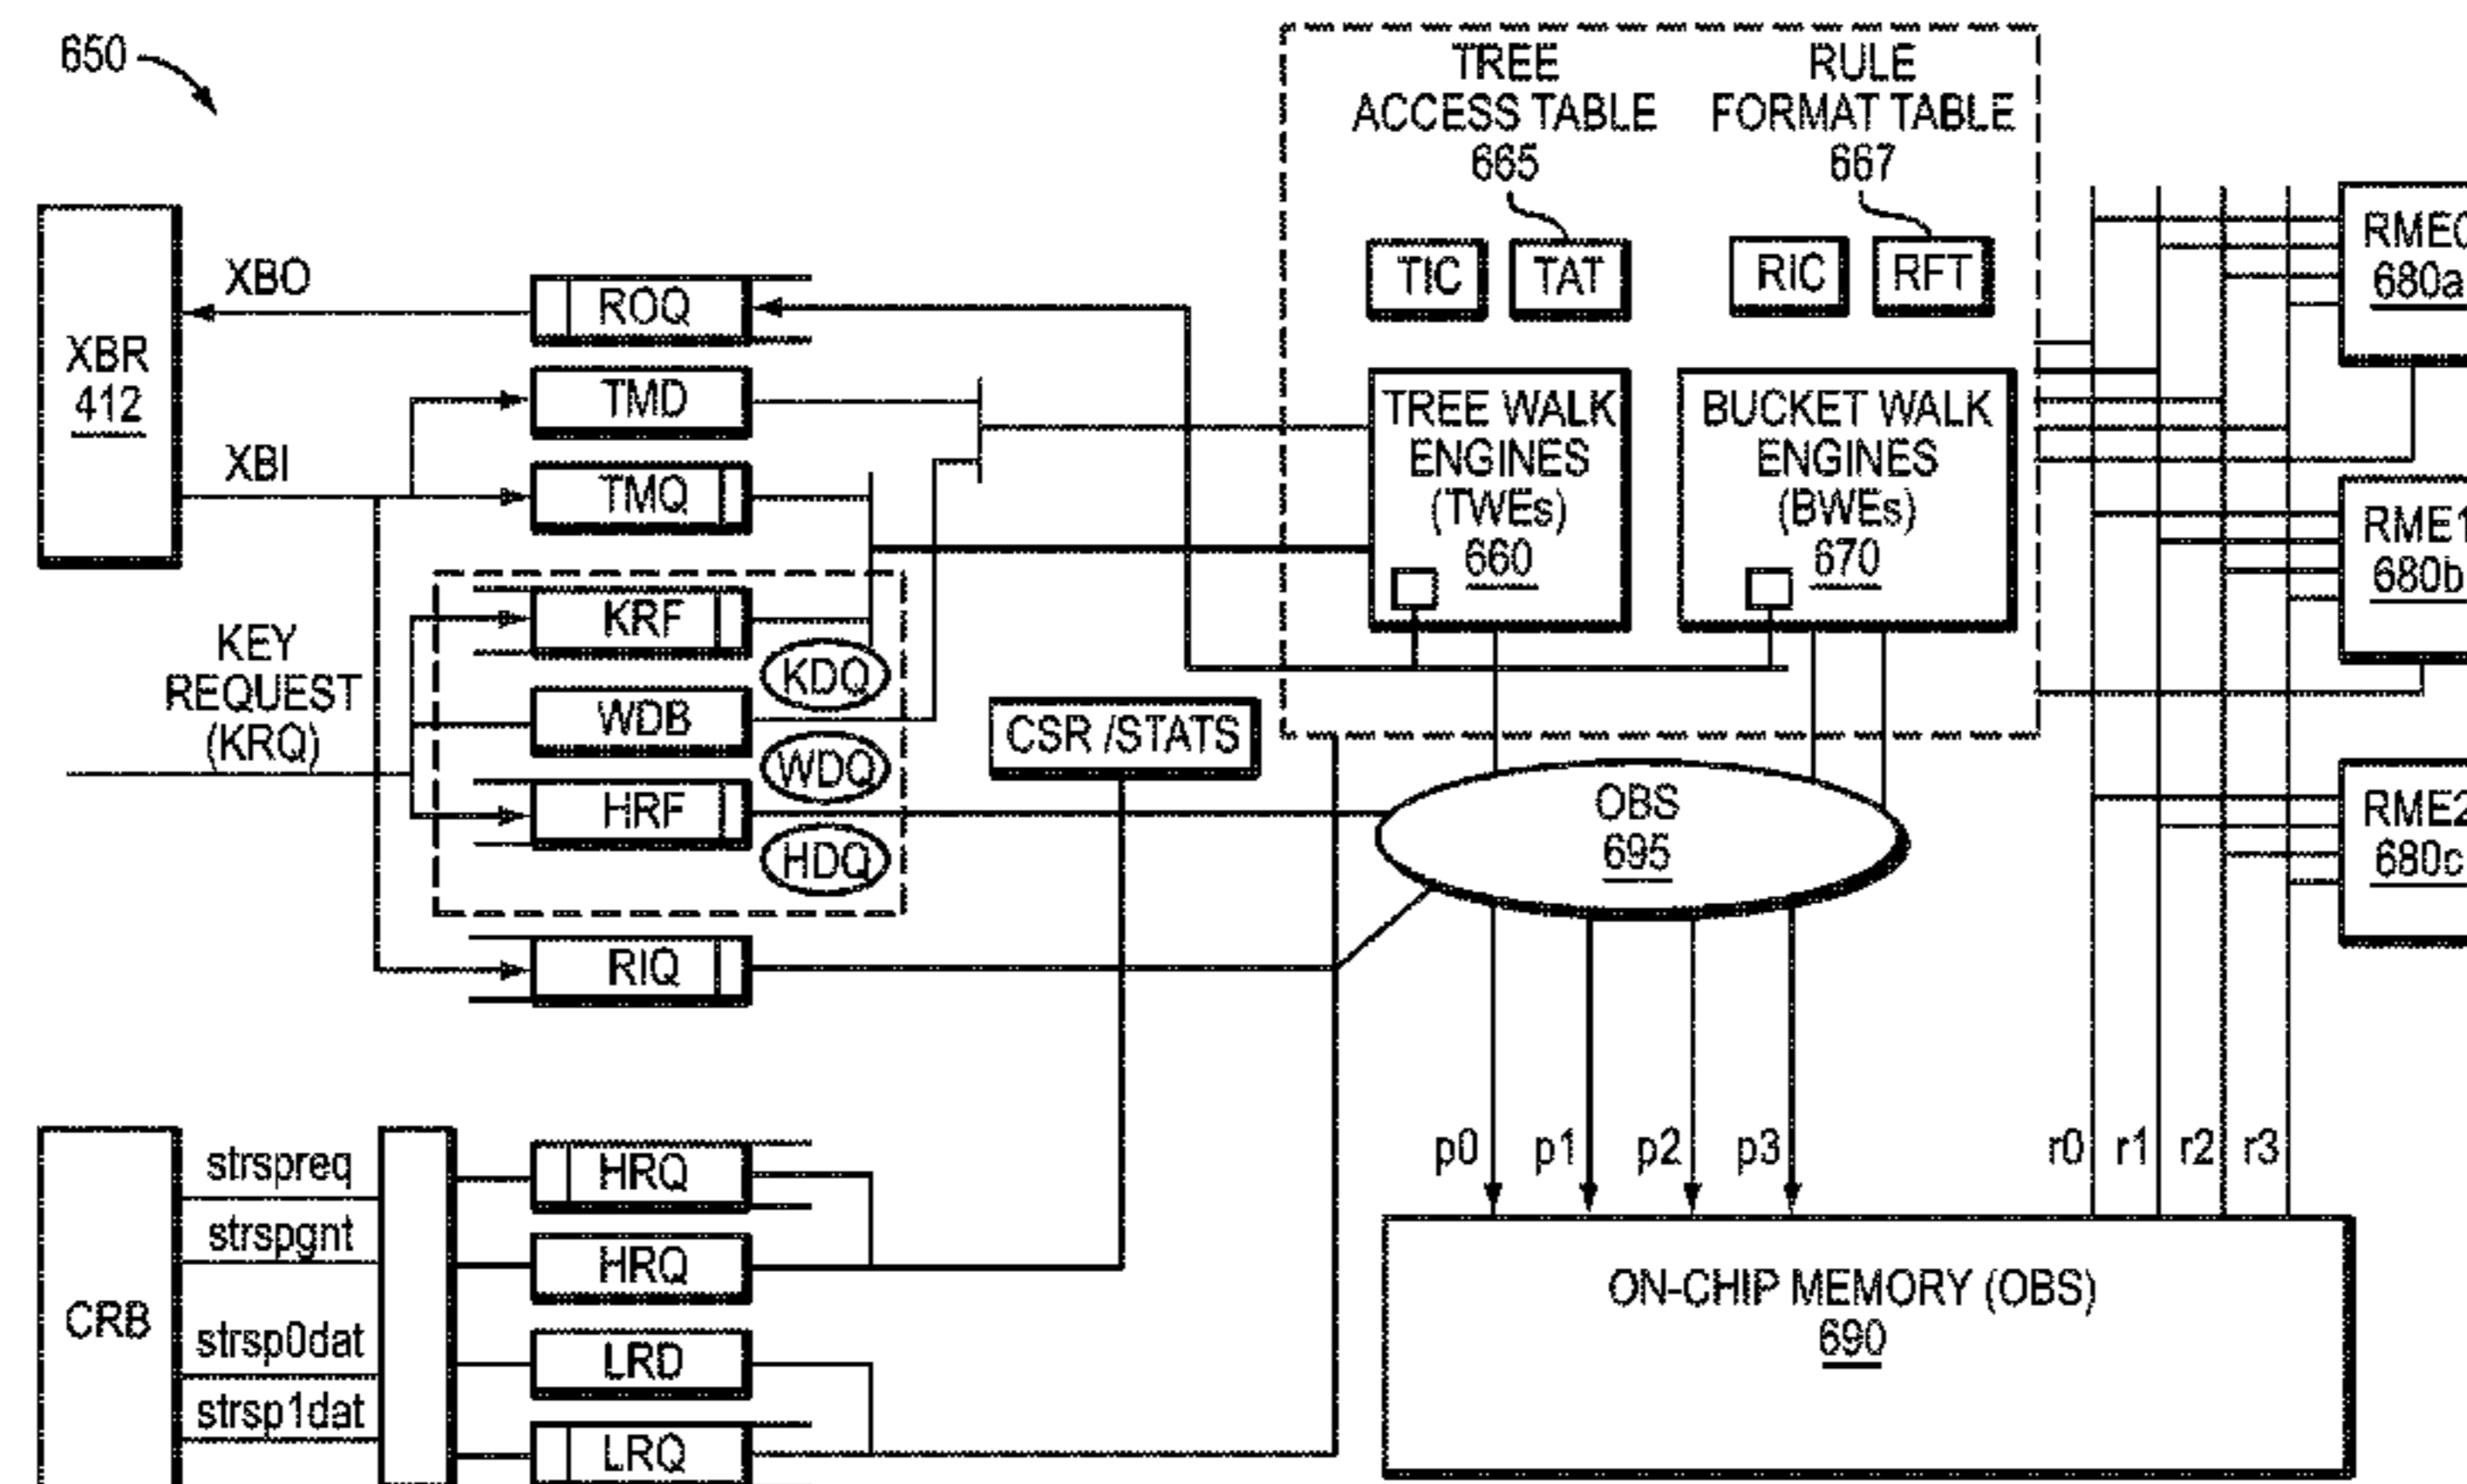 650
TREE
ACCESS TABLE
665
RULE
FORMAT TABLE
667
TIC
TAT
RIC
RFT
XBR
412
XBO
XBI
ROQ
TMD
TMQ
TREE WALK
ENGINES
(TWEs)
660
BUCKET WALK
ENGINES
(BWEs)
670
RME0
680a
RME1
680b
RME2
680c
KEY
REQUEST
(KRQ)
KRF
KDQ
WDB
WDQ
HRF
HDQ
RIQ
CSR /STATS
OBS
695
p0
p1
p2
p3
r0
r1
r2
r3
CRB
strspreq
strspgnt
strsp0dat
strsp1dat
HRQ
HRQ
LRD
LRQ
ON-CHIP MEMORY (OBS)
690